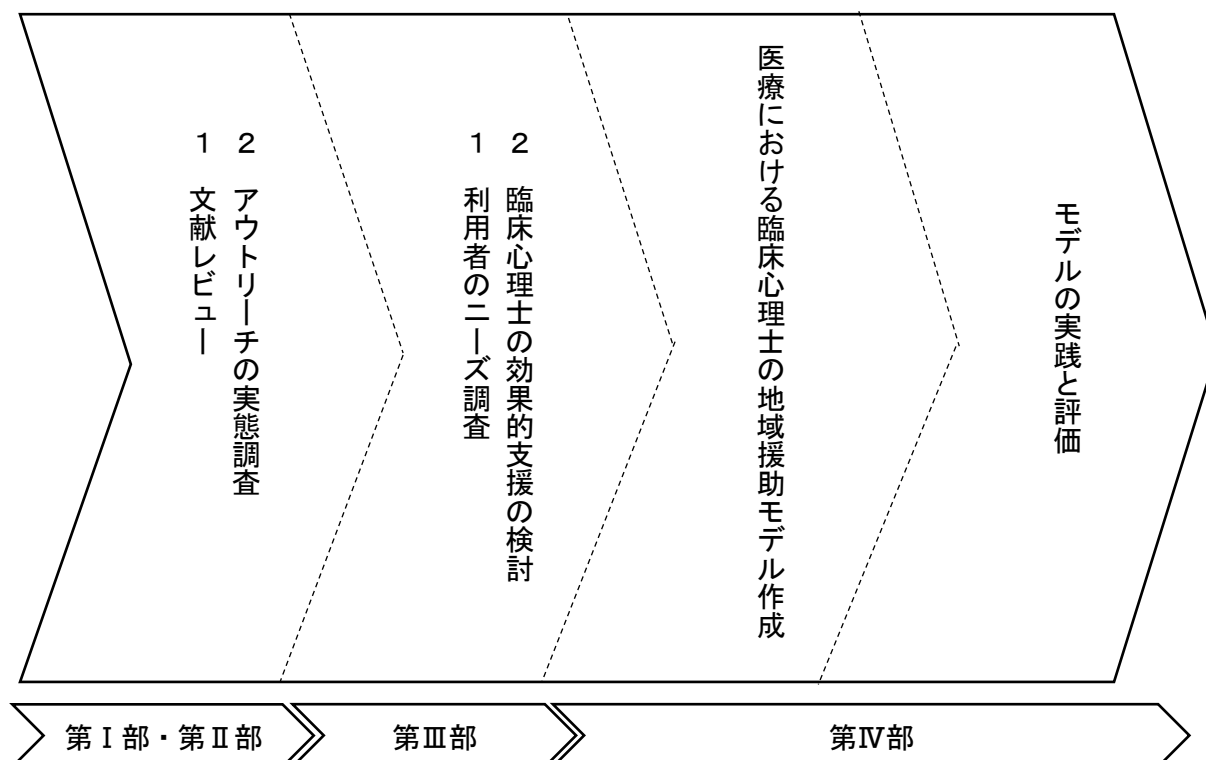 1 文献レビュー
2 アウトリーチの実態調査
1 利用者のニーズ調査
2 臨床心理士の効果的支援の検討
医療における臨床心理士の地域援助モデル作成
モデルの実践と評価
第Ⅰ部・第Ⅱ部
第Ⅲ部
第Ⅳ部